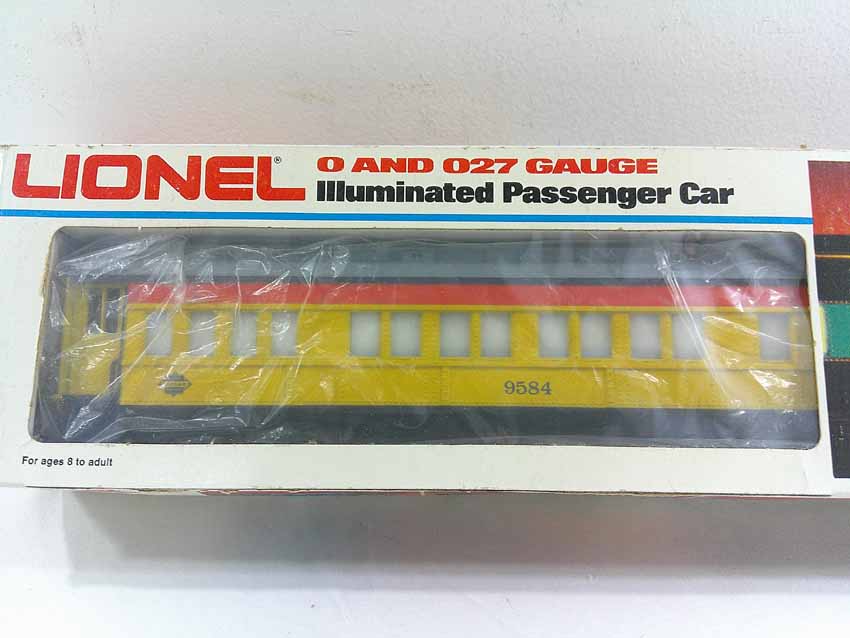 LIONEL®
O AND O27 GAUGE
Illuminated Passenger Car
9584
For ages 8 to adult